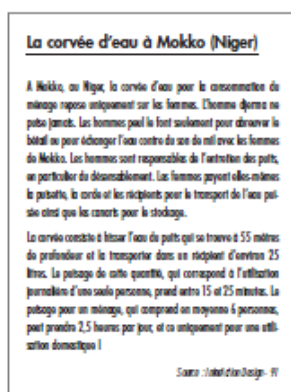 La corvée d'eau à Mokko (Niger)
A Mokko, au Niger, la corvée d'eau pour la consommation du
ménage repose uniquement sur les femmes. L'homme djerma ne
puise jamais. Les hommes peul le font seulement pour abreuver le
bétail ou pour échanger l'eau contre du son de mil avec les femmes
de Mokko. Les hommes sont responsables de l'entretien des puits,
en particulier du désensablement. Les femmes payent elles-mêmes
la puisette, la corde et les récipients pour le transport de l'eau pui-
sée ainsi que les canaris pour le stockage.
La corvée consiste à hisser l'eau du puits qui se trouve à 55 mètres
de profondeur et la transporter dans un récipient d'environ 25
litres. Le puisage de cette quantité, qui correspond à l'utilisation
journalière d'une seule personne, prend entre 15 et 25 minutes. Le
puisage pour un ménage, qui comprend en moyenne 6 personnes,
peut prendre 2,5 heures par jour, et ce uniquement pour une utili-
sation domestique !
Source :